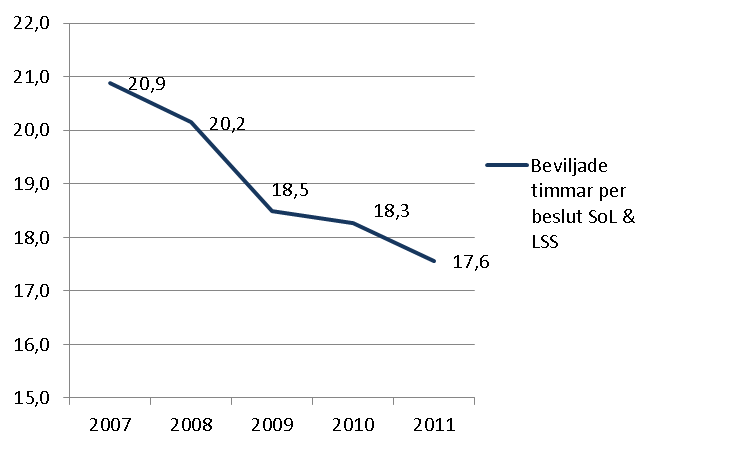 22,0
21,0
20,0
19,0
18,0
17,0
16,0
15,0
20,9
20,2
18,5
18,3
17,6
2007 2008 2009 2010 2011
Beviljade
timmar per
beslut SoL &
LSS